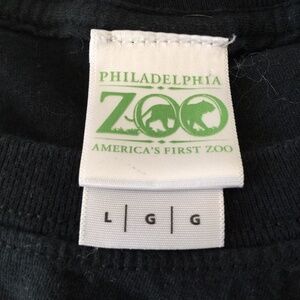 PHILADELPHIA
ZOO
AMERICA'S FIRST ZOO
L | G | G